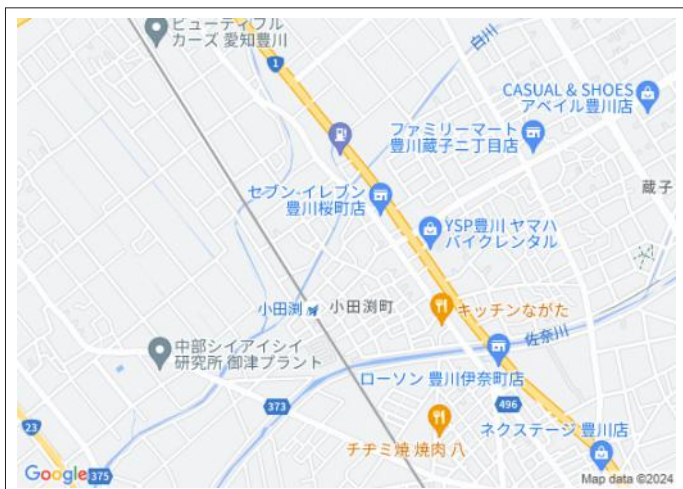 ビューティフル
カーズ 愛知豊川
1
白川
CASUAL & SHOES
アベイル豊川店
ファミリーマート
豊川蔵子二丁目店
セブン-イレブン
豊川桜町店
蔵子
YSP豊川 ヤマハ
バイクレンタル
小田渕
小田渕町
キッチンながた
佐奈川
中部シイアイシイ
研究所 御津プラント
ローソン 豊川伊奈町店
373
496
23
チヂミ焼 焼肉 八
ネクステージ 豊川店
Google
375
Map data ©2024